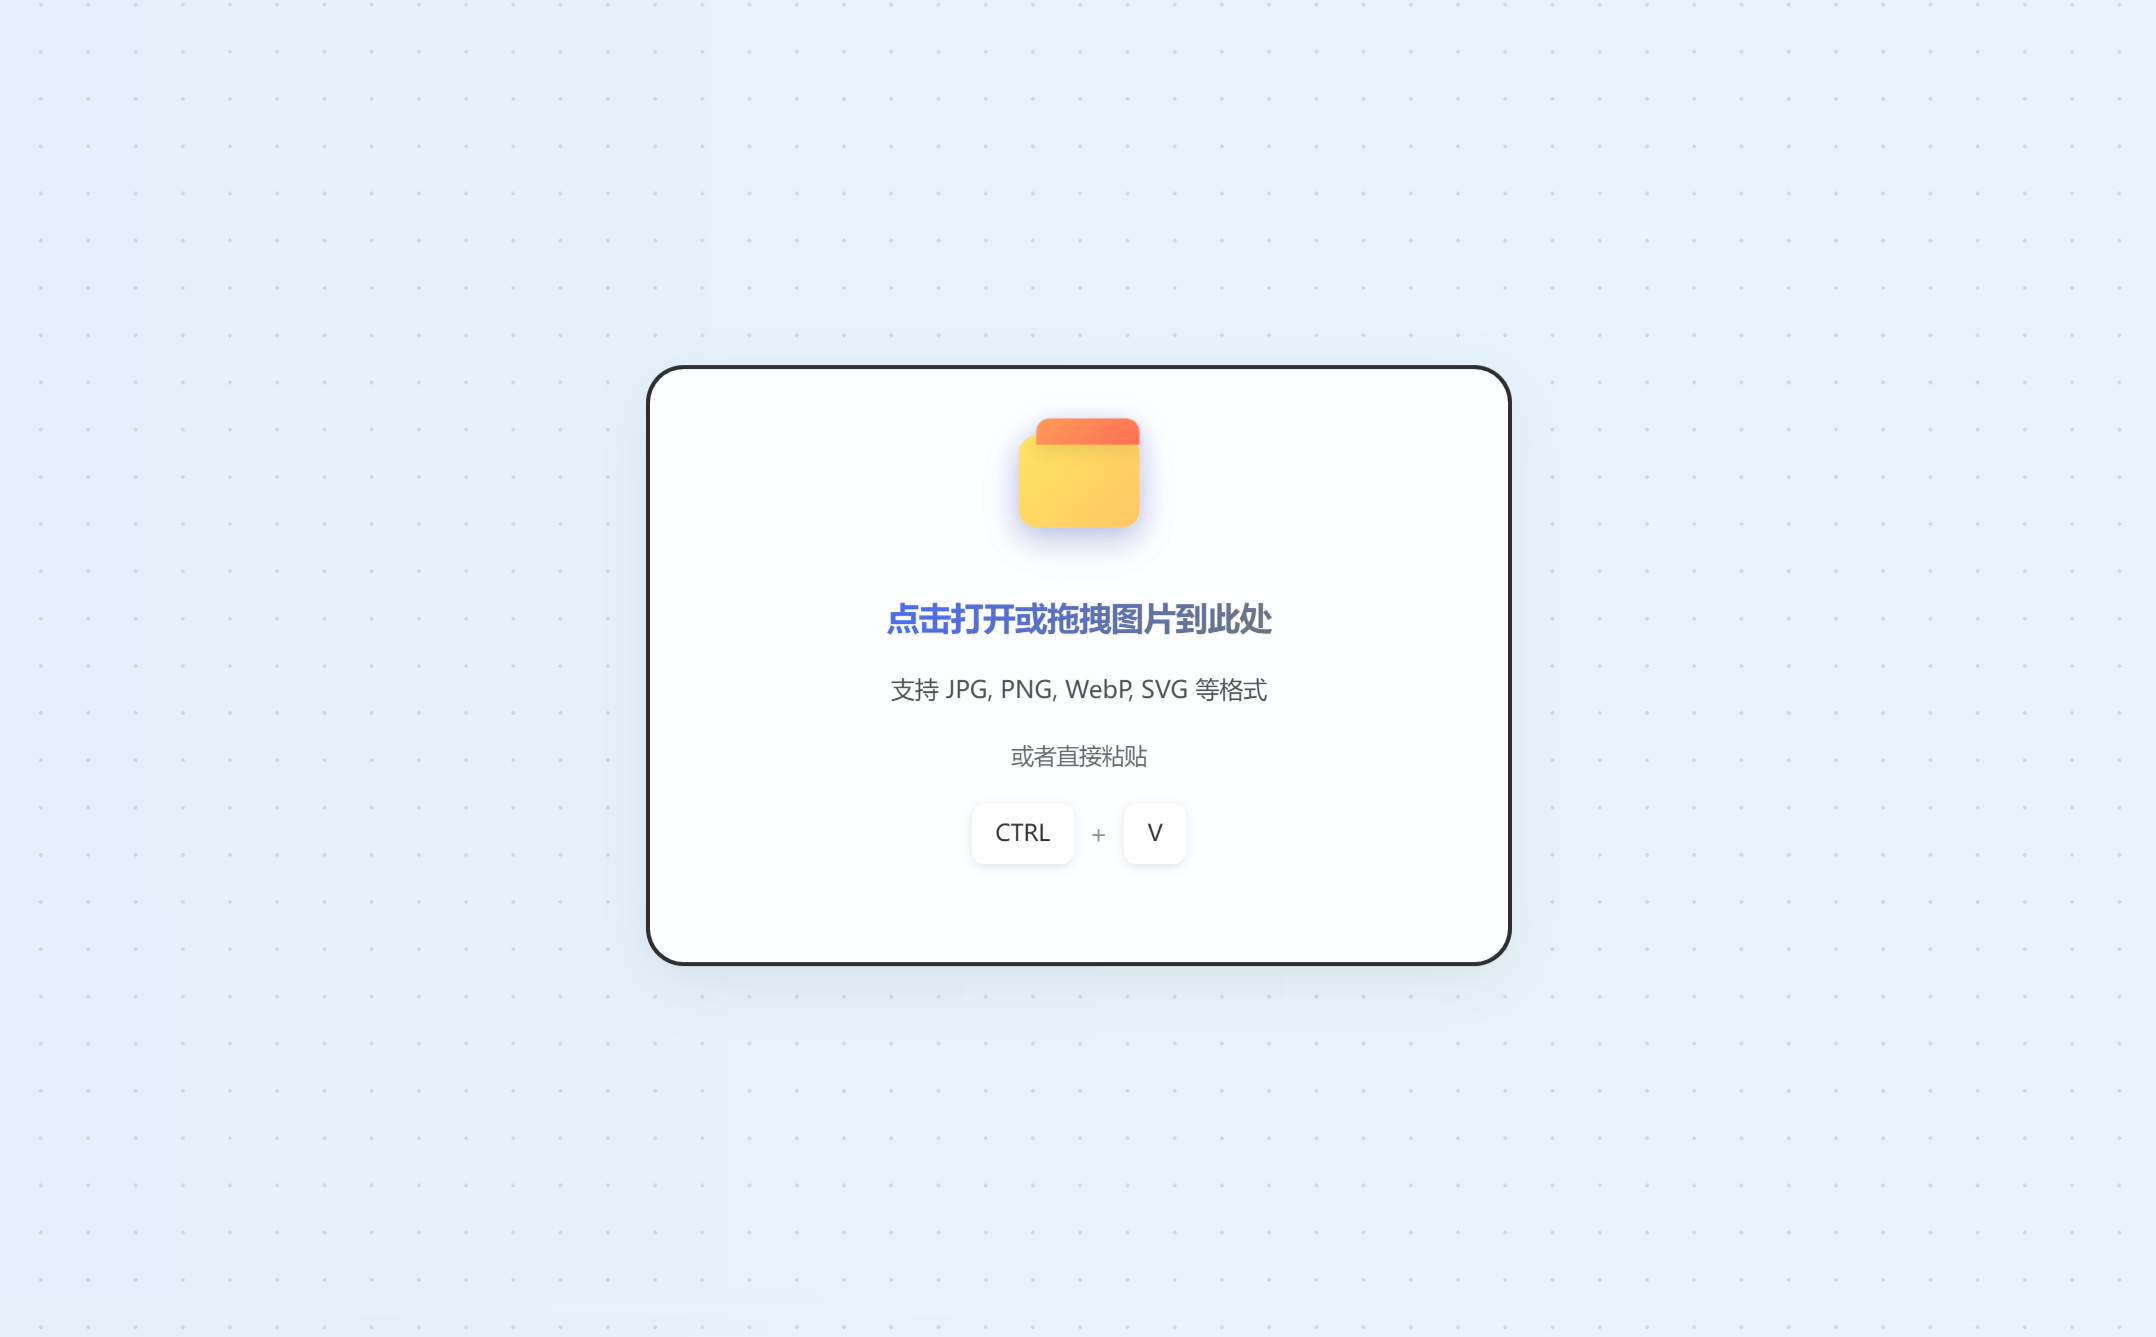 点击打开或拖拽图片到此处
支持 JPG, PNG, WebP, SVG 等格式
或者直接粘贴
CTRL + V